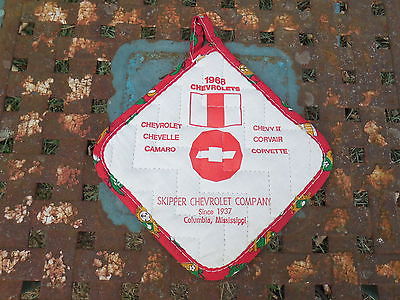 1968
CHEVROLETS
CHEVROLET
CHEVELLE
CAMARO
CHEVY II
CORVAIR
CORVETTE
SKIPPER CHEVROLET COMPANY
Since 1937
Columbia, Mississippi